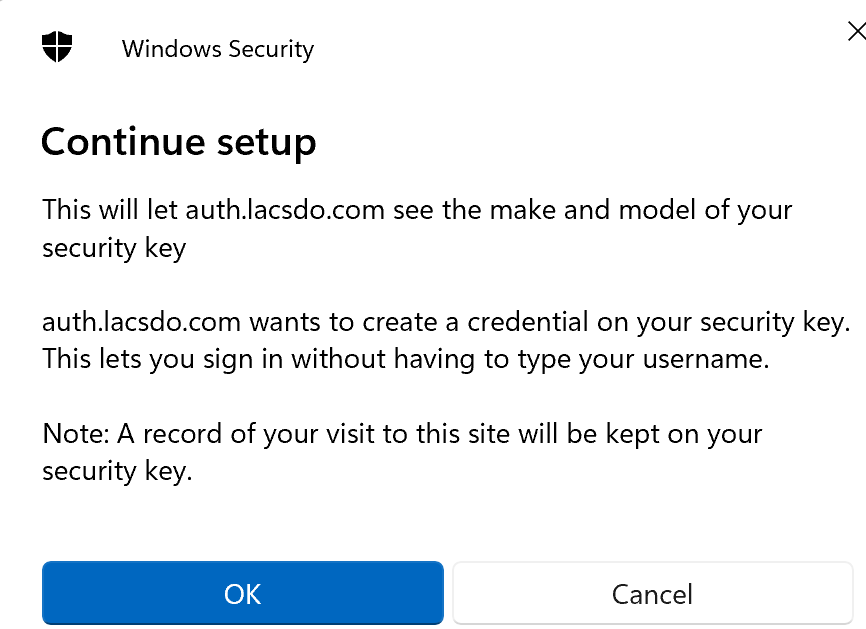 Windows Security
Continue setup
This will let auth.lacsdo.com see the make and model of your
security key
auth.lacsdo.com wants to create a credential on your security key.
This lets you sign in without having to type your username.
Note: A record of your visit to this site will be kept on your
security key.
OK
Cancel